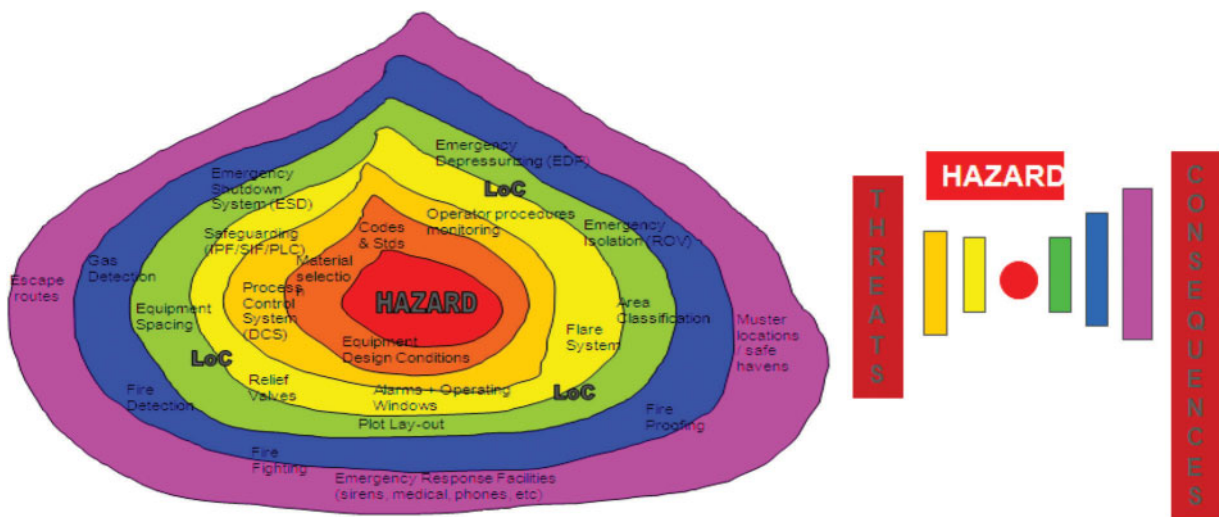 Emergency
Depressurizing (EDP)
LoC
Emergency
Shutdown
System (ESD)
Operator procedures
monitoring
Codes
& Stds
Emergency
Isolation (ROV)
Safeguarding
(IPF/SIF/PLC)
Material
selectio
n
Gas
Detection
Escape
routes
HAZARD
Process
Control
System
(DCS)
Equipment
Spacing
Area
Classification
Flare
System
Muster
locations
/ safe
havens
Equipment
Design Conditions
LoC
Relief
Valves
Alarms + Operating
Windows
LoC
Fire
Detection
Plot Lay-out
Fire
Proofing
Fire
Fighting
Emergency Response Facilities
(sirens, medical, phones, etc)
THREATS
HAZARD
CONSEQUENCES